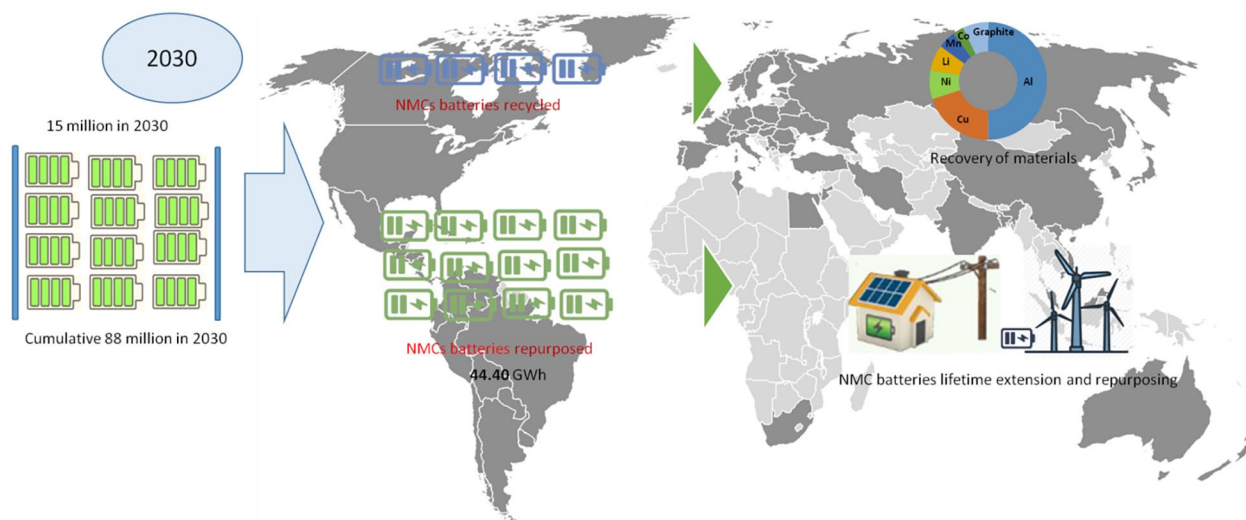 2030
15 million in 2030
Cumulative 88 million in 2030
NMCs batteries recycled
NMCs batteries repurposed
44.40 GWh
Graphite
Co
Mn
Li
Ni
Cu
Al
Recovery of materials
NMC batteries lifetime extension and repurposing